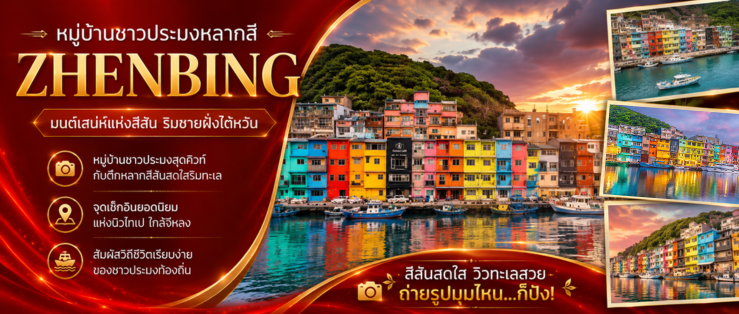 หมู่บ้านชาวประมงหลากสี
ZHENBING
มนต์เสน่ห์แห่งสีสัน ริมชายฝั่งไต้หวัน
หมู่บ้านชาวประมงสุดคิวท์
กับตึกหลากสีสันสดใสริมทะเล
จุดเช็กอินยอดนิยม
แห่งนิวไทเป ใกล้จีหลง
สัมผัสวิถีชีวิตเรียบง่าย
ของชาวประมงท้องถิ่น
สีสันสดใส วิวทะเลสวย
ถ่ายรูปมุมไหน...ก็ปัง!